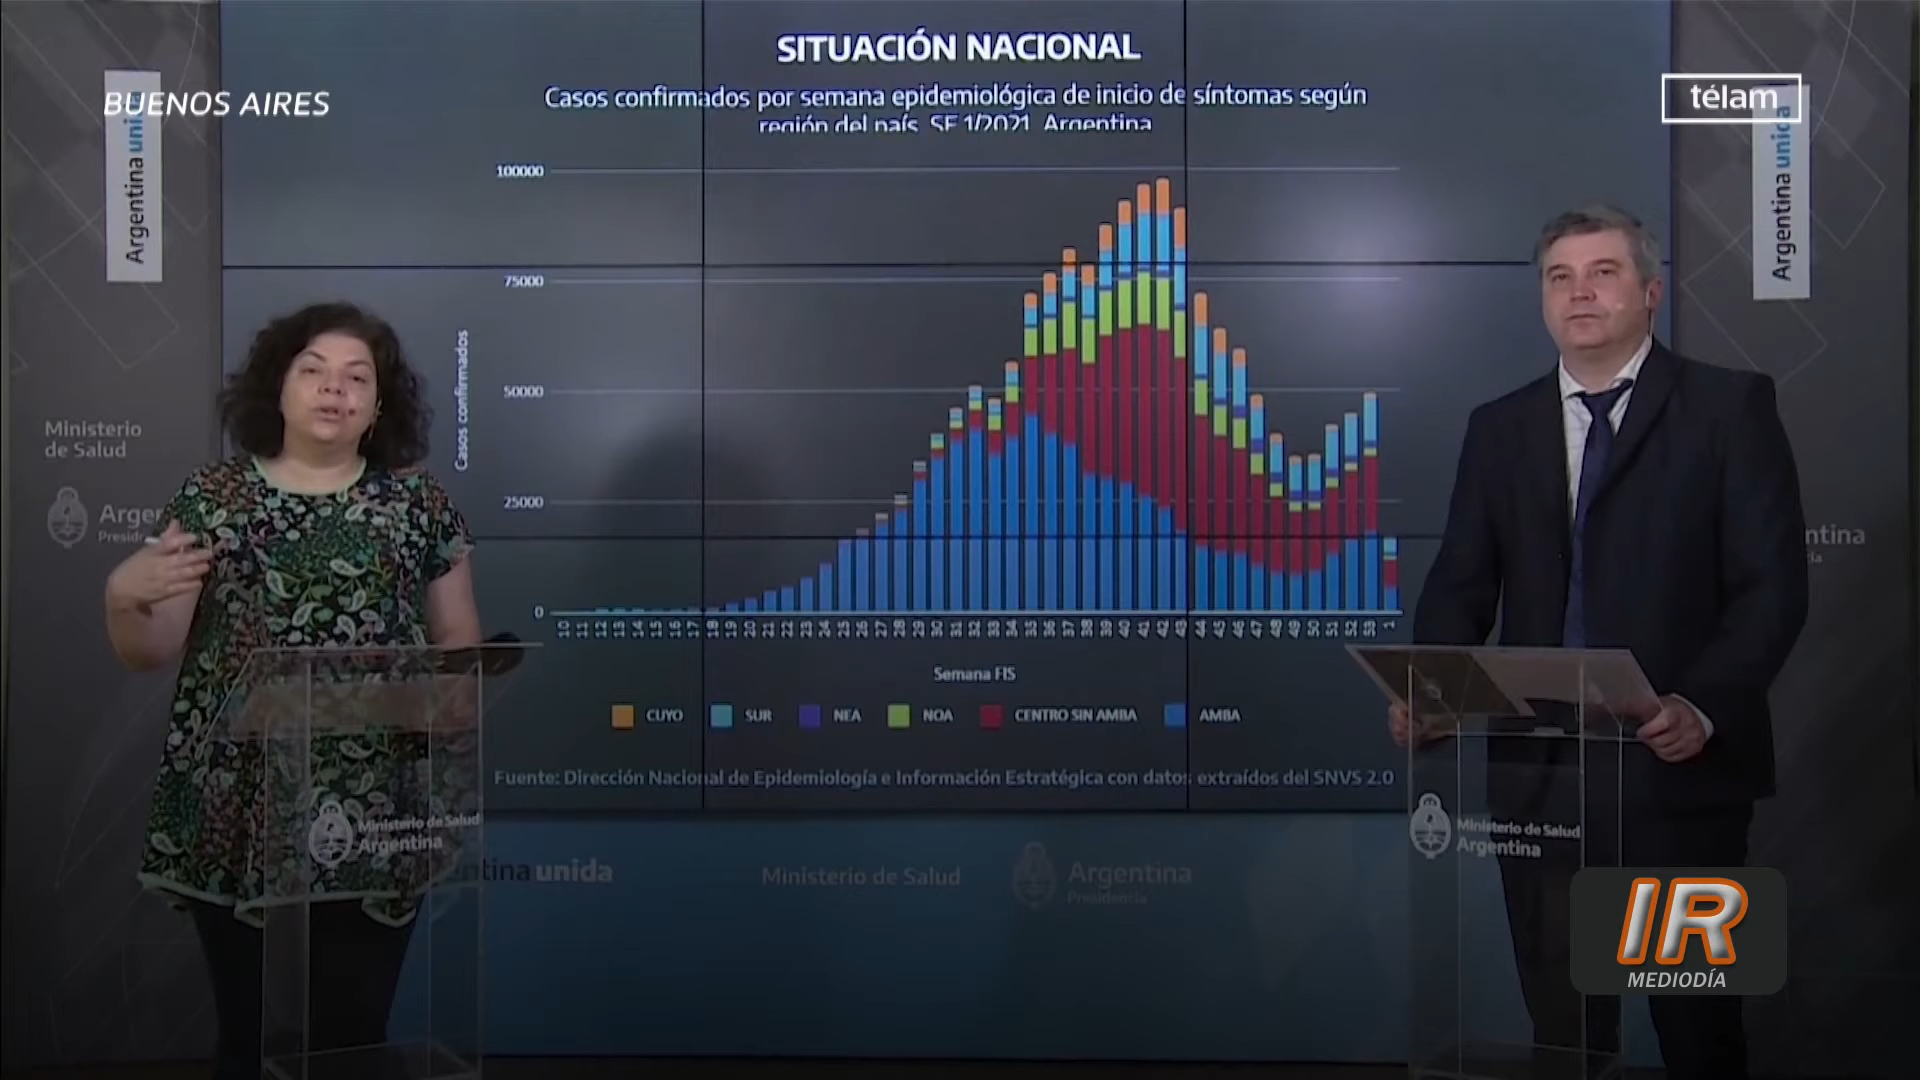 SITUACIÓN NACIONAL
Casos confirmados por semana epidemiológica de inicio de síntomas según
región del país. SE 1/2021. Argentina
BUENOS AIRES
télam
Argentina unida
Argentina unida
100000
75000
50000
25000
0
Casos confirmados
10 11 12 13 14 15 16 17 18 19 20 21 22 23 24 25 26 27 28 29 30 31 32 33 34 35 36 37 38 39 40 41 42 43 44 45 46 47 48 49 50 51 52 53 1
Semana FIS
CUYO SUR NEA NOA CENTRO SIN AMBA AMBA
Fuente: Dirección Nacional de Epidemiología e Información Estratégica con datos extraídos del SNVS 2.0
Ministerio
de Salud
Argen
Presid
ntina
ia
Ministerio de Salud
Argentina
ntina unida
Ministerio de Salud
Argentina
Presidencia
Ministerio de Salud
Argentina
IR
MEDIODÍA